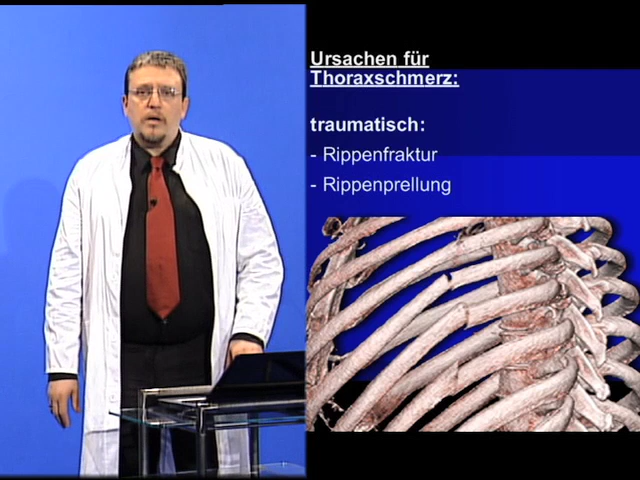 Ursachen für
Thoraxschmerz:
traumatisch:
- Rippenfraktur
- Rippenprellung